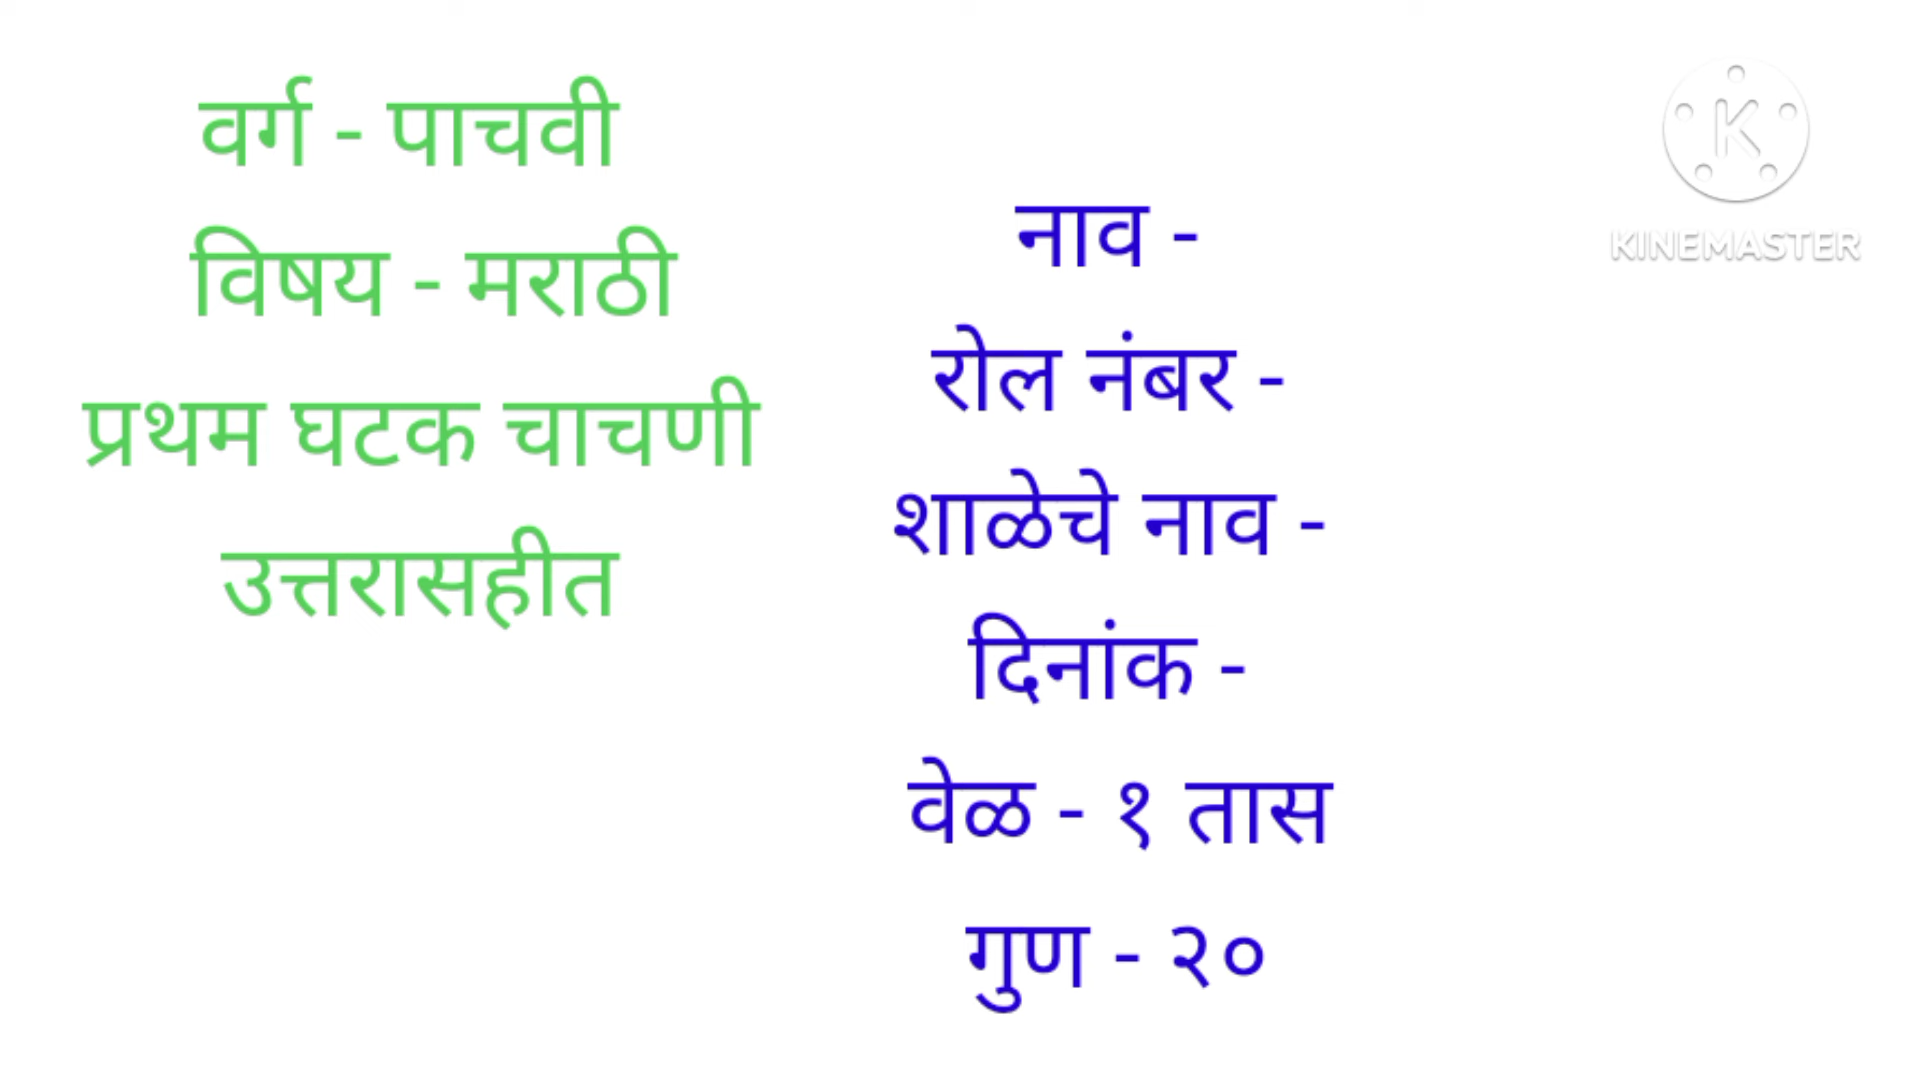 वर्ग - पाचवी
विषय - मराठी
प्रथम घटक चाचणी
उत्तरासहीत
नाव -
रोल नंबर -
शाळेचे नाव -
दिनांक -
वेळ - १ तास
गुण - २०
K
KINEMASTER